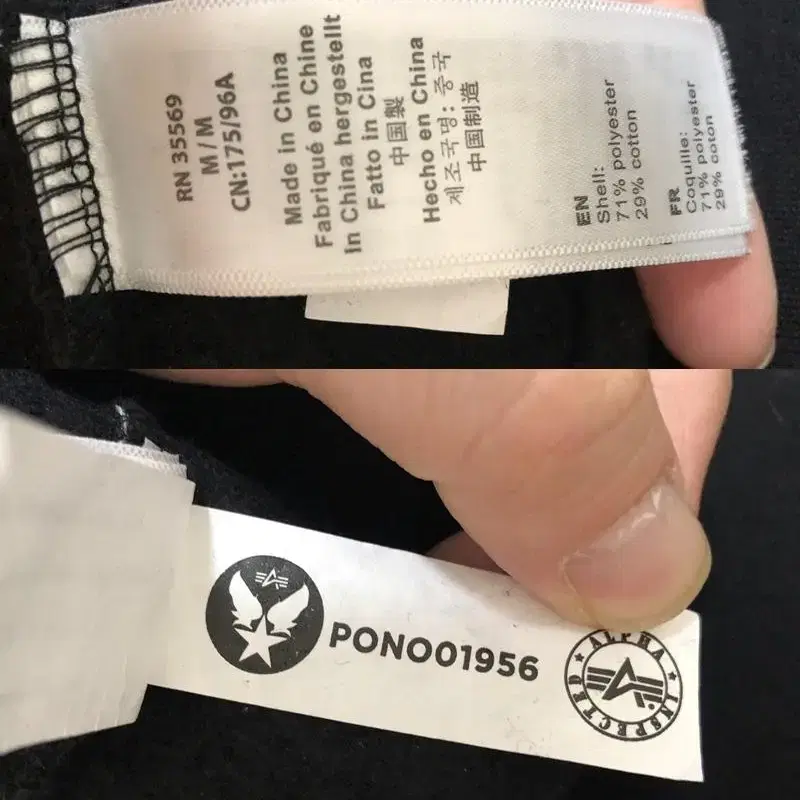 RN 35569
M / M
CN:175/96A
Made in China
Fabriqué en Chine
In China hergestellt
Fatto in Cina
中国製
Hecho en China
제조국명: 중국
中国制造
EN
Shell:
71% polyester
29% cotton
FR
Coquille:
71% polyester
29% coton
PONO01956
ALPHA
INSPECTED